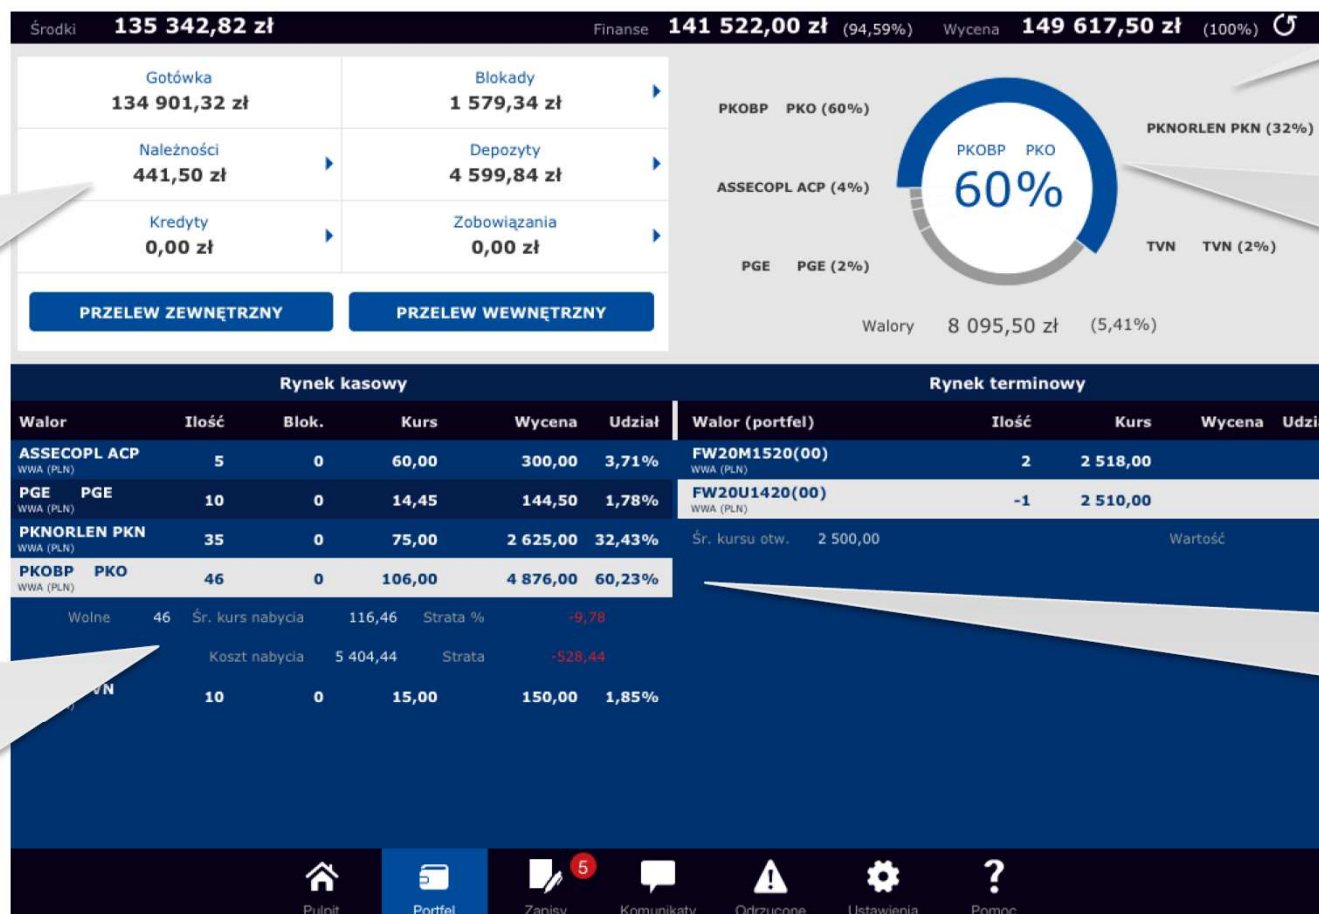 Środki 135 342,82 zł Finanse 141 522,00 zł (94,59%) Wycena 149 617,50 zł (100%)
Gotówka
134 901,32 zł
Blokady
1 579,34 zł
Należności
441,50 zł
Depozyty
4 599,84 zł
Kredyty
0,00 zł
Zobowiązania
0,00 zł
PRZELEW ZEWNĘTRZNY PRZELEW WEWNĘTRZNY
PKOBP PKO (60%)
PKNORLEN PKN (32%)
PKOBP PKO
60%
ASSECOPL ACP (4%)
TVN TVN (2%)
PGE PGE (2%)
Walory 8 095,50 zł (5,41%)
Rynek kasowy
Walor Ilość Blok. Kurs Wycena Udział
ASSECOPL ACP 5 0 60,00 300,00 3,71%
WWA (PLN)
PGE PGE 10 0 14,45 144,50 1,78%
WWA (PLN)
PKNORLEN PKN 35 0 75,00 2 625,00 32,43%
WWA (PLN)
PKOBP PKO 46 0 106,00 4 876,00 60,23%
WWA (PLN)
Wolne 46 Śr. kurs nabycia 116,46 Strata % -9,78
Koszt nabycia 5 404,44 Strata -528,44
10 0 15,00 150,00 1,85%
Rynek terminowy
Walor (portfel) Ilość Kurs Wycena
FW20M1520(00) 2 2 518,00
WWA (PLN)
FW20U1420(00) -1 2 510,00
WWA (PLN)
Śr. kursu otw. 2 500,00 Wartość
5
Pulpit Portfel Zapisy Komunikaty Odrzucone Ustawienia Pomoc